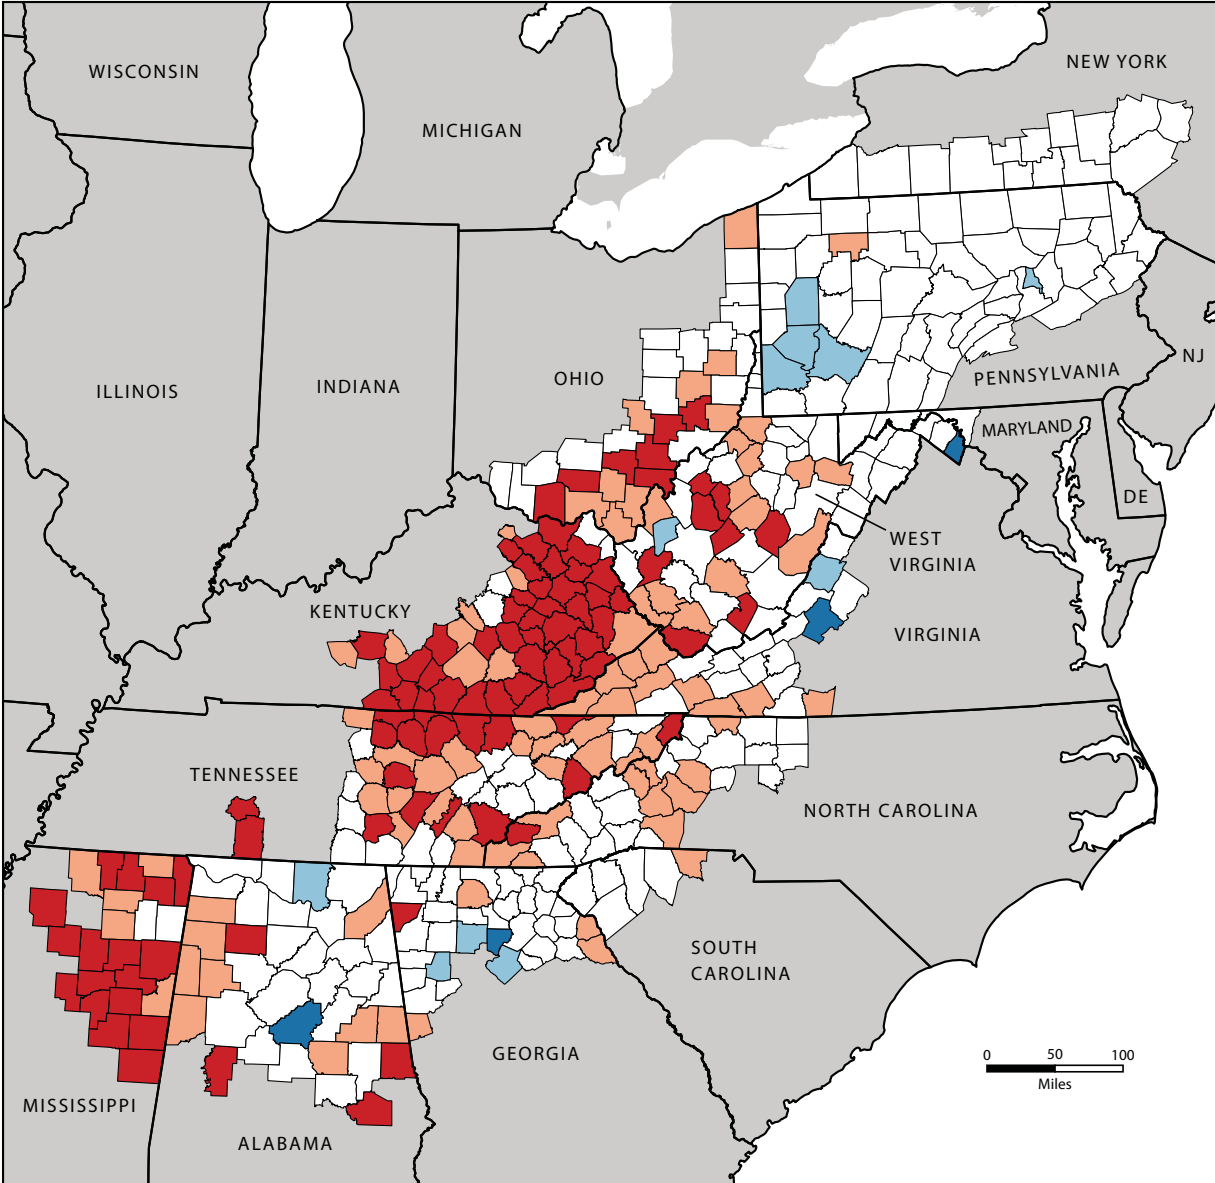 WISCONSIN
NEW YORK
MICHIGAN
ILLINOIS
INDIANA
OHIO
PENNSYLVANIA
NJ
MARYLAND
DE
WEST
VIRGINIA
KENTUCKY
VIRGINIA
TENNESSEE
NORTH CAROLINA
SOUTH
CAROLINA
GEORGIA
0 50 100
Miles
MISSISSIPPI
ALABAMA